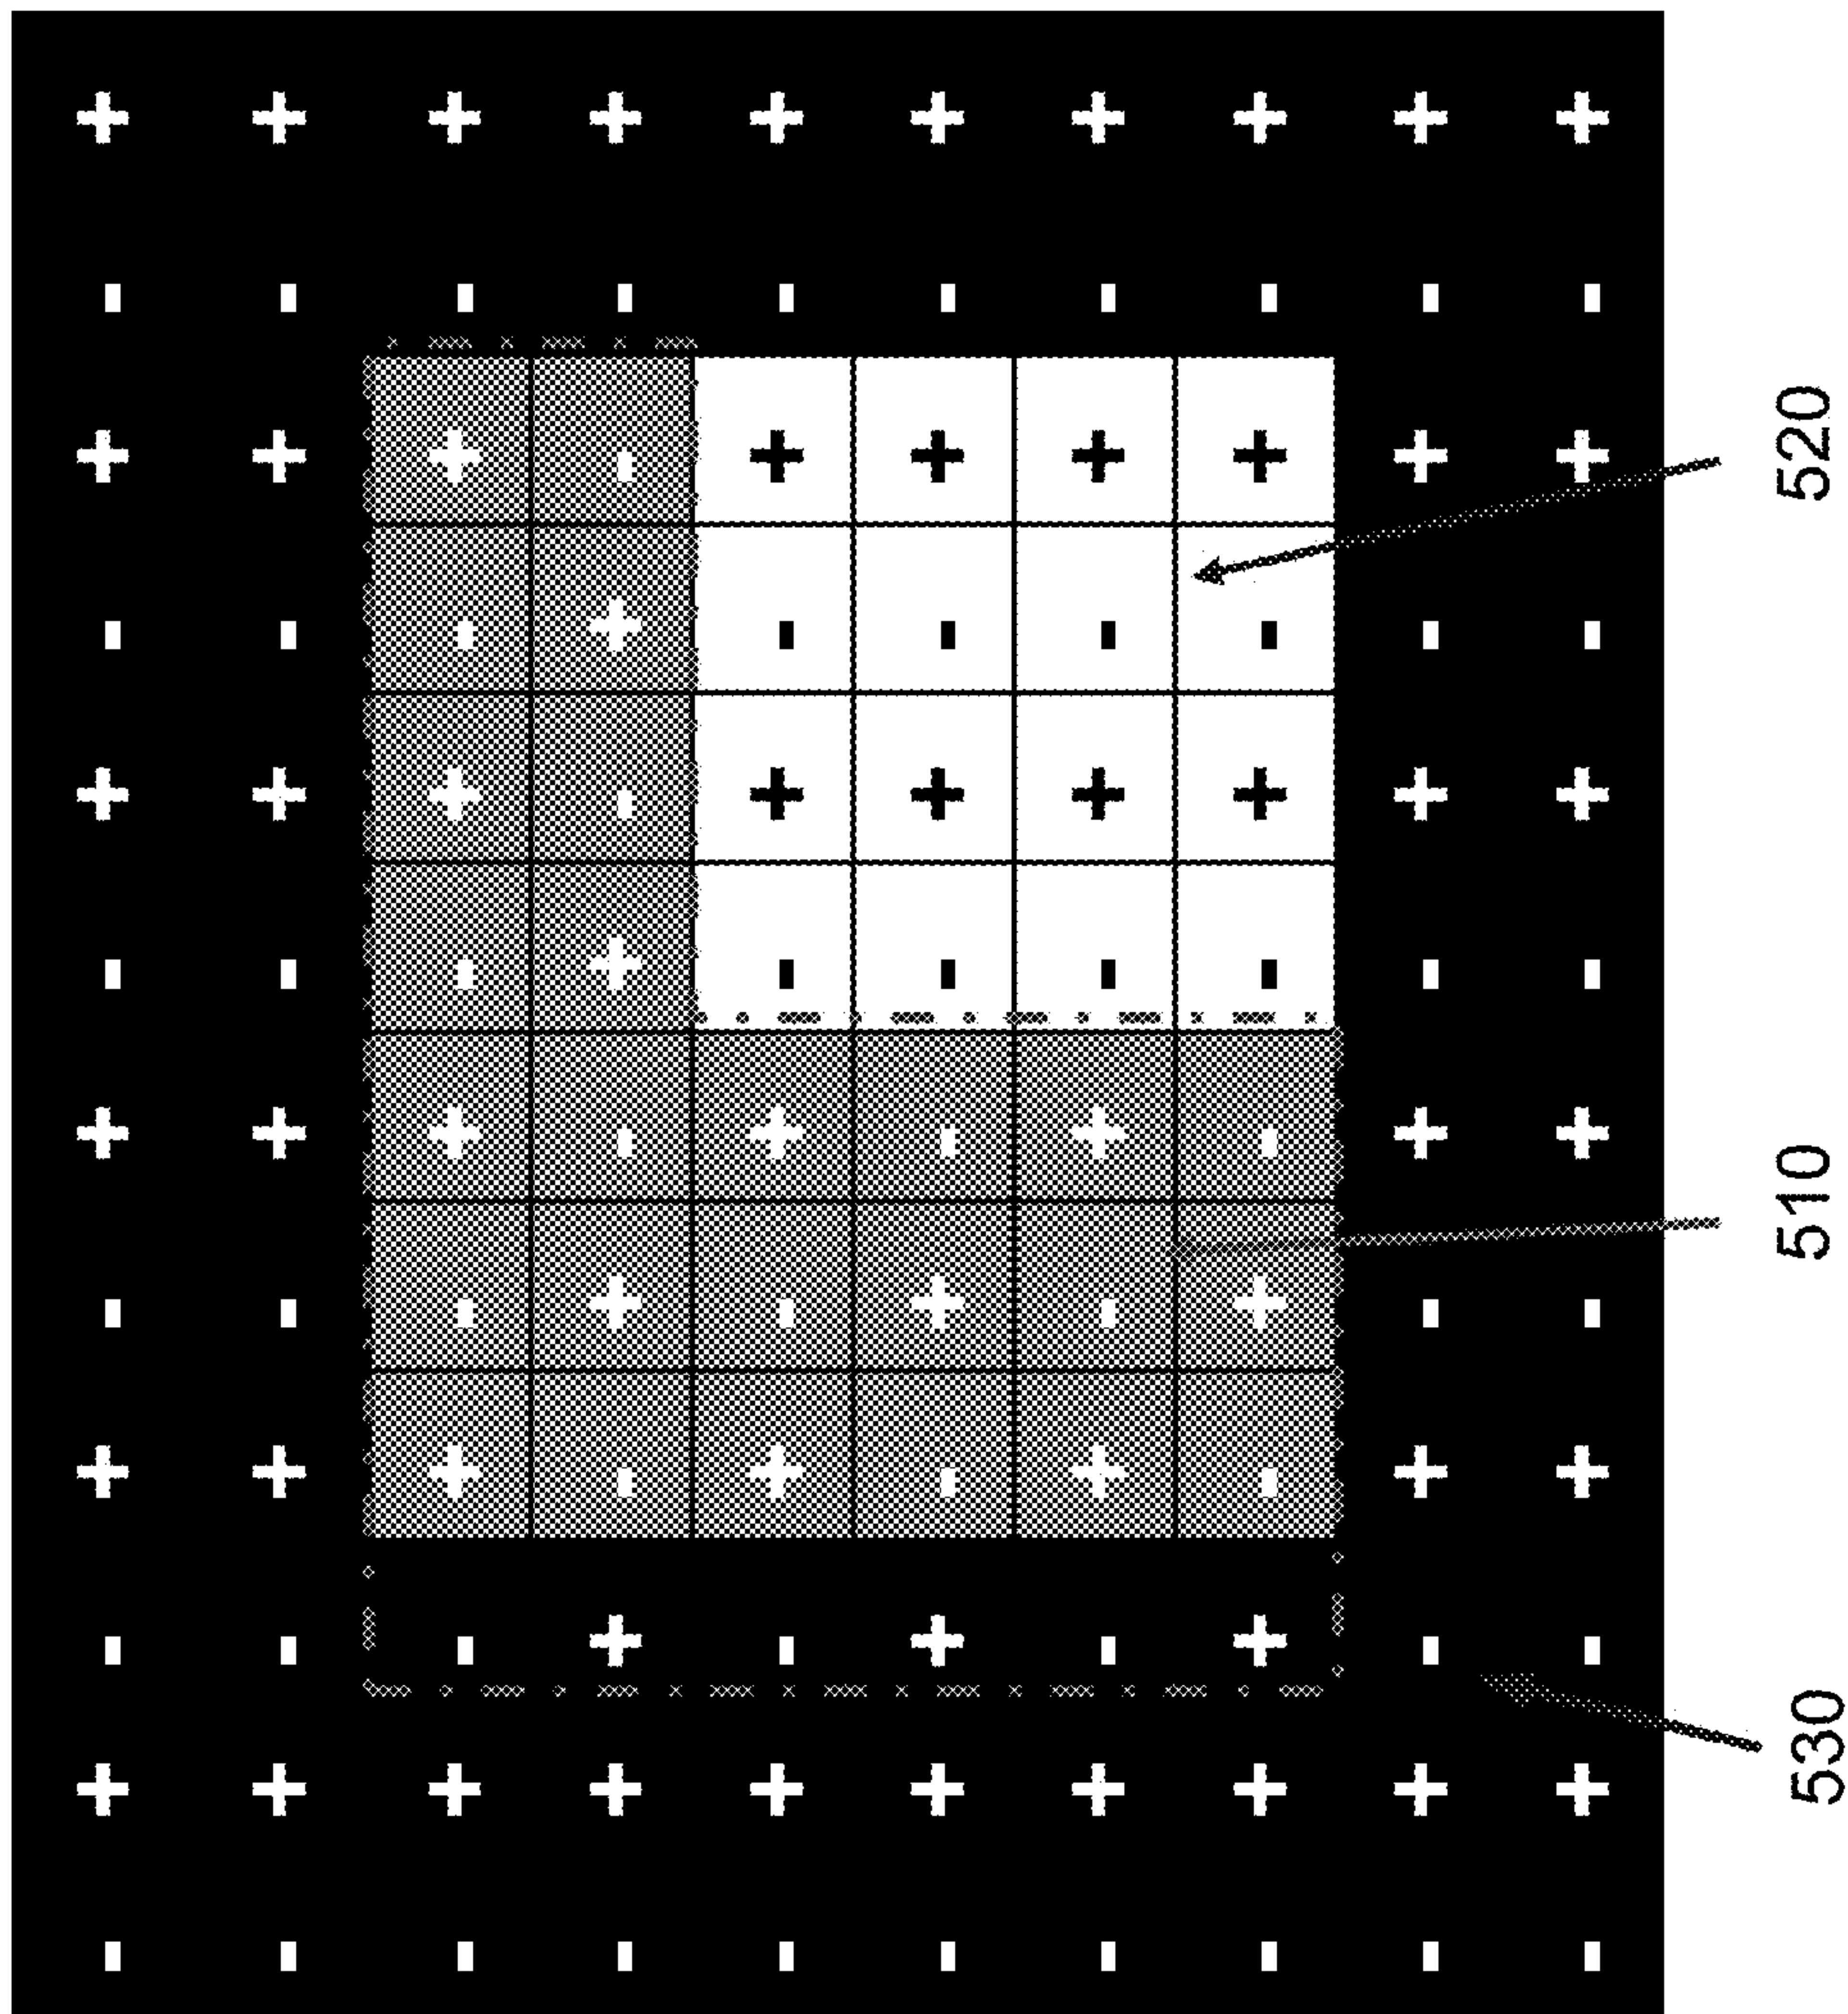 - + - + - + - + - + - +
- + - + - + - + - + - +
- + - + - + - + - + - +
- + + - + - + - + - - +
- + - + - + - + - + - +
- + + - + - - + - + - +
- + - + - + - + - + - +
- + + - + - - + - + - +
- + - + - + - + - + - +
- + - + - + - + - + - +
530 510 520